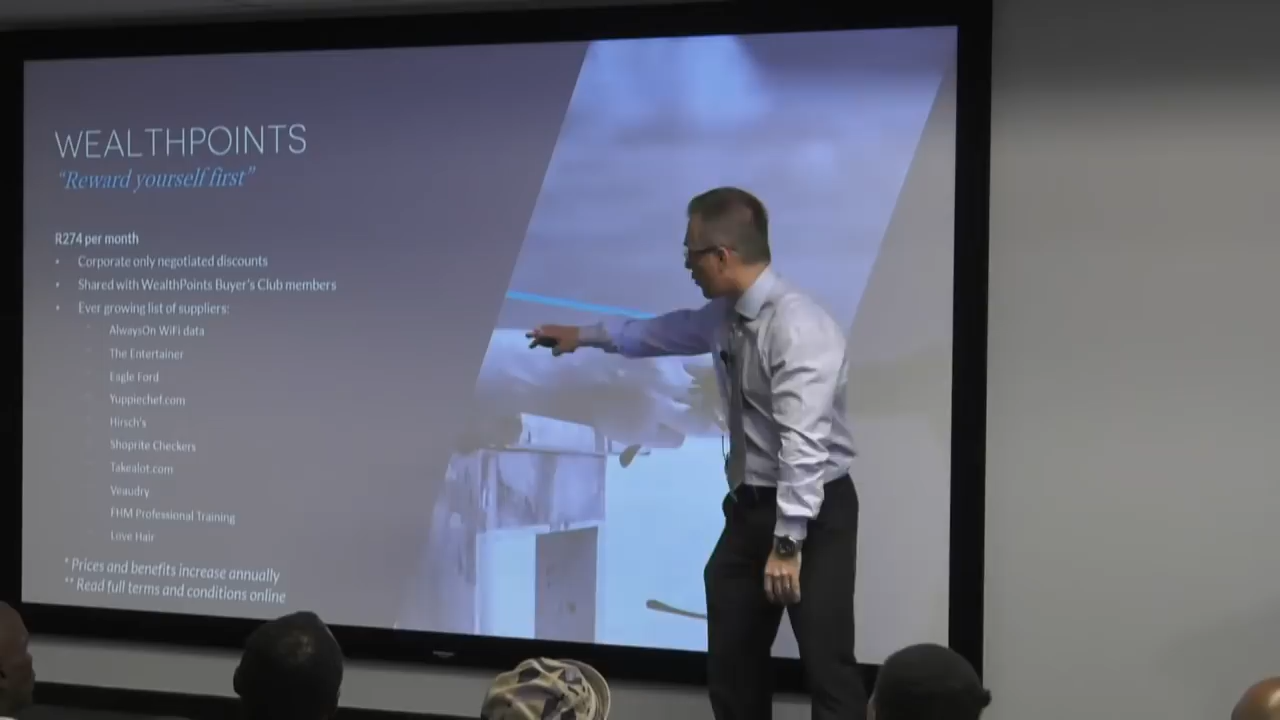 WEALTHPOINTS
“Reward yourself first”
R274 per month
• Corporate only negotiated discounts
• Shared with WealthPoints Buyer's Club members
• Ever growing list of suppliers:
AlwaysOn WiFi data
The Entertainer
Eagle Ford
Yuppiechef.com
Hirsch's
Shoprite Checkers
Takealot.com
Veaudry
FHM Professional Training
Love Hair
* Prices and benefits increase annually
** Read full terms and conditions online